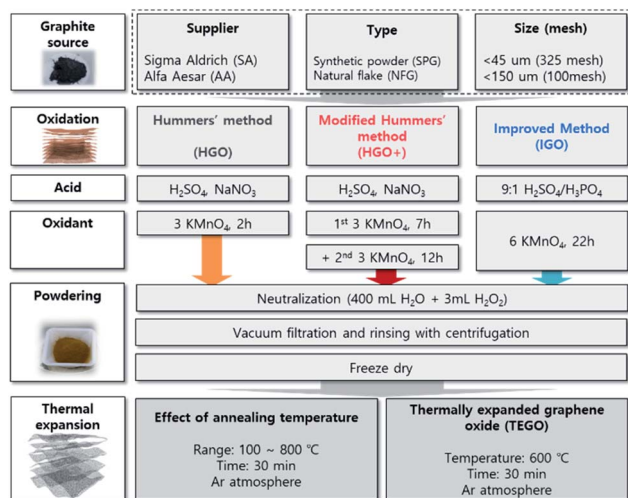 Graphite
source
Supplier
Sigma Aldrich (SA)
Alfa Aesar (AA)
Type
Synthetic powder (SPG)
Natural flake (NFG)
Size (mesh)
<45 um (325 mesh)
<150 um (100mesh)
Oxidation
Hummers’ method
(HGO)
Modified Hummers’
method
(HGO+)
Improved Method
(IGO)
Acid
H₂SO₄, NaNO₃
H₂SO₄, NaNO₃
9:1 H₂SO₄/H₃PO₄
Oxidant
3 KMnO₄, 2h
1ˢᵗ 3 KMnO₄, 7h
+ 2ⁿᵈ 3 KMnO₄, 12h
6 KMnO₄, 22h
Powdering
Neutralization (400 mL H₂O + 3mL H₂O₂)
Vacuum filtration and rinsing with centrifugation
Freeze dry
Thermal
expansion
Effect of annealing temperature
Range: 100 ~ 800 ℃
Time: 30 min
Ar atmosphere
Thermally expanded graphene
oxide (TEGO)
Temperature: 600 ℃
Time: 30 min
Ar atmosphere